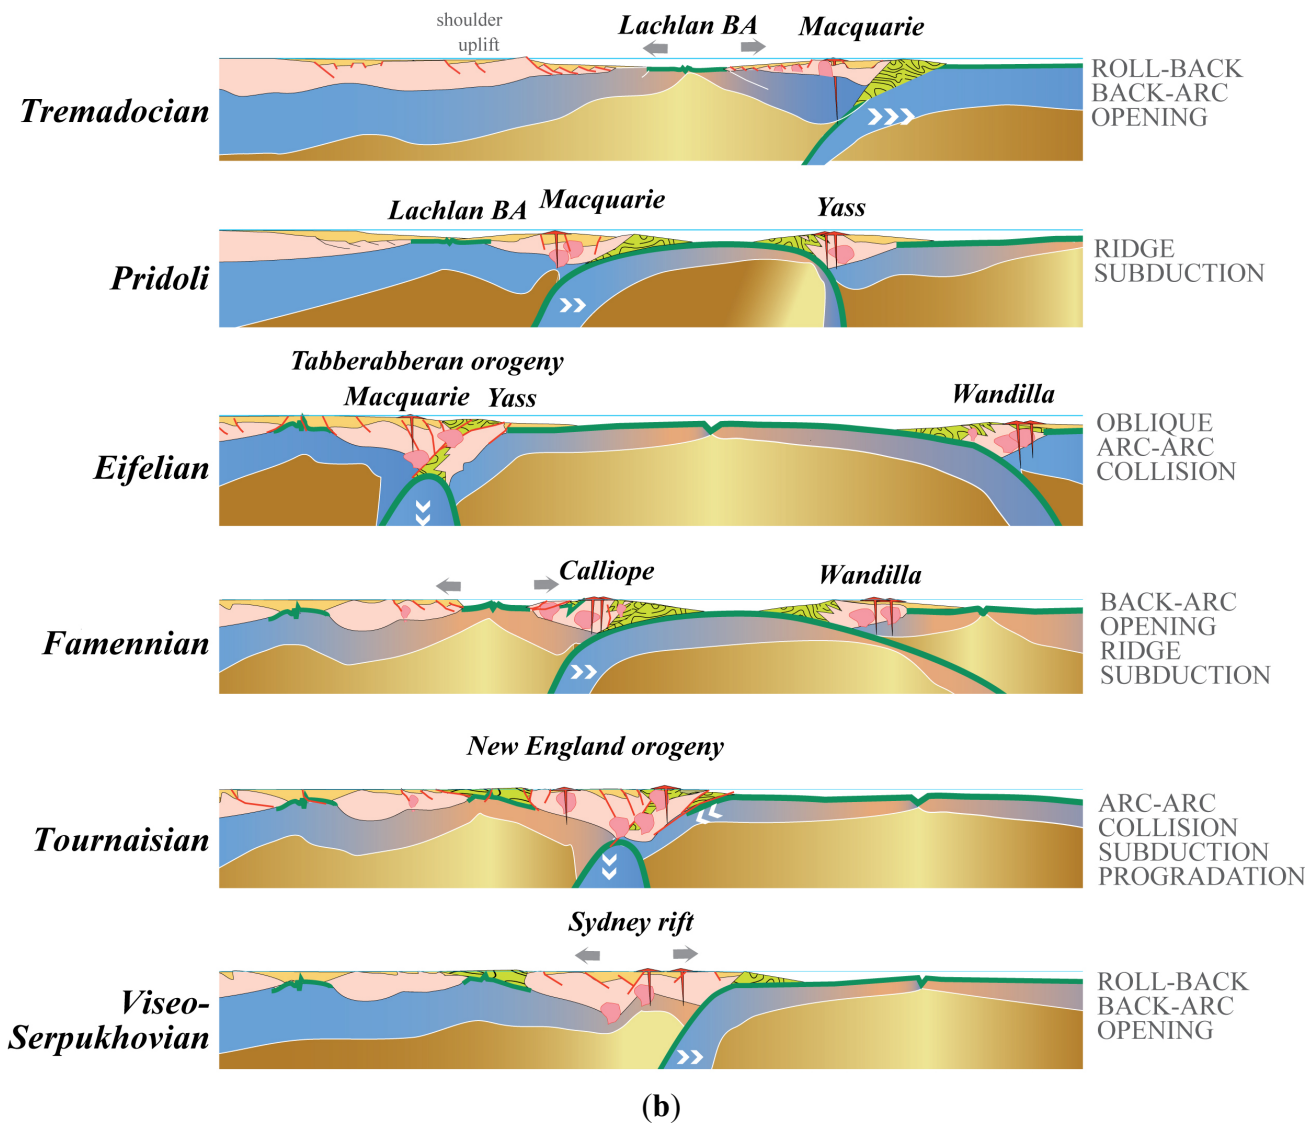 shoulder
uplift
Lachlan BA
Macquarie
Tremadocian
ROLL-BACK
BACK-ARC
OPENING
Lachlan BA
Macquarie
Yass
Pridoli
RIDGE
SUBDUCTION
Tabberabberan orogeny
Macquarie
Yass
Wandilla
Eifelian
OBLIQUE
ARC-ARC
COLLISION
Calliope
Wandilla
Famennian
BACK-ARC
OPENING
RIDGE
SUBDUCTION
New England orogeny
Tournaisian
ARC-ARC
COLLISION
SUBDUCTION
PROGRADATION
Sydney rift
Viseo-
Serpukhovian
ROLL-BACK
BACK-ARC
OPENING
(b)